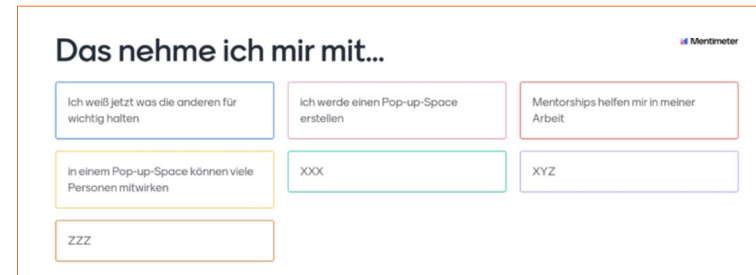 Das nehme ich mir mit...
Mentimeter
Ich weiß jetzt was die anderen für
wichtig halten
ich werde einen Pop-up-Space
erstellen
Mentorships helfen mir in meiner
Arbeit
in einem Pop-up-Space können viele
Personen mitwirken
XXX
XYZ
ZZZ